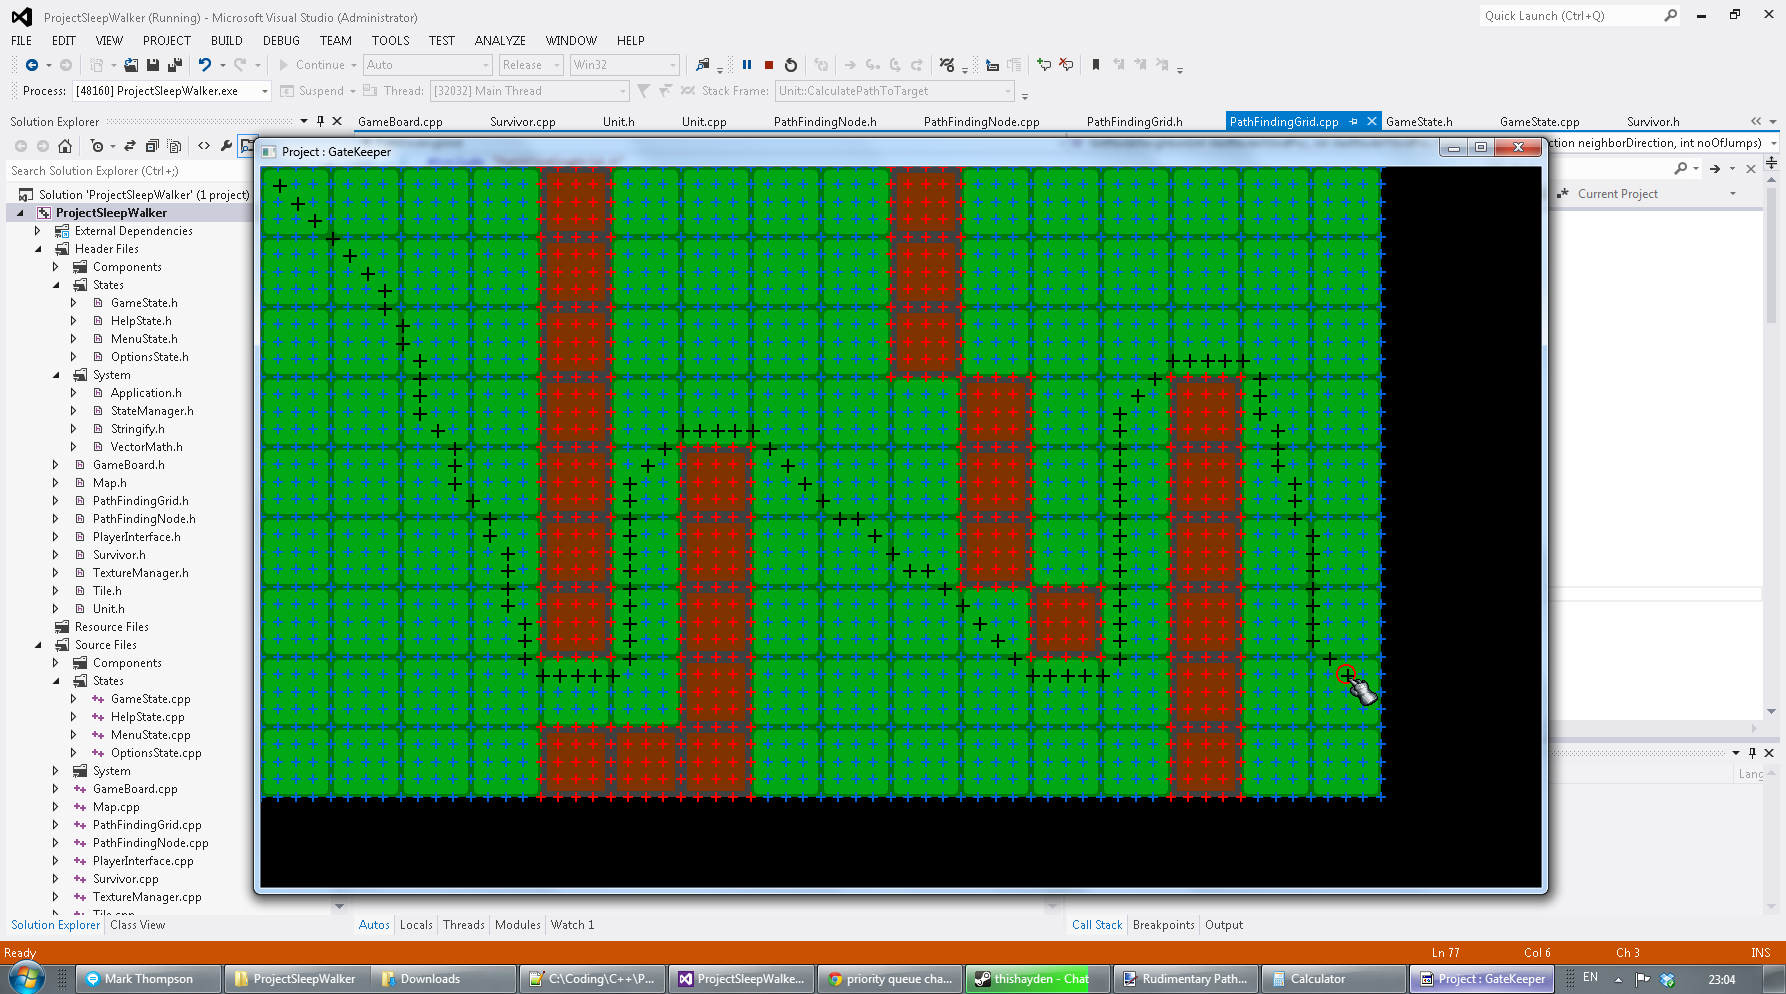 ProjectSleepWalker (Running) - Microsoft Visual Studio (Administrator)
Quick Launch (Ctrl+Q)
FILE EDIT VIEW PROJECT BUILD DEBUG TEAM TOOLS TEST ANALYZE WINDOW HELP
Continue Auto Release Win32
Process: [48160] ProjectSleepWalker.exe Suspend Thread: [32032] Main Thread Stack Frame: Unit::CalculatePathToTarget
Solution Explorer
GameBoard.cpp Survivor.cpp Unit.h Unit.cpp PathFindingNode.h PathFindingNode.cpp PathFindingGrid.h PathFindingGrid.cpp GameState.h GameState.cpp Survivor.h
Project : GateKeeper
ction neighborDirection, int noOfJumps)
Search Solution Explorer (Ctrl+;)
Current Project
Solution 'ProjectSleepWalker' (1 project)
ProjectSleepWalker
External Dependencies
Header Files
Components
States
GameState.h
HelpState.h
MenuState.h
OptionsState.h
System
Application.h
StateManager.h
Stringify.h
VectorMath.h
GameBoard.h
Map.h
PathFindingGrid.h
PathFindingNode.h
PlayerInterface.h
Survivor.h
TextureManager.h
Tile.h
Unit.h
Resource Files
Source Files
Components
States
GameState.cpp
HelpState.cpp
MenuState.cpp
OptionsState.cpp
System
GameBoard.cpp
Map.cpp
PathFindingGrid.cpp
PathFindingNode.cpp
PlayerInterface.cpp
Survivor.cpp
TextureManager.cpp
Tile.cpp
Lang
Solution Explorer Class View
Autos Locals Threads Modules Watch 1
Call Stack Breakpoints Output
Ready
Ln 77 Col 6 Ch 3 INS
Mark Thompson ProjectSleepWalker Downloads C:\Coding\C++\P... ProjectSleepWalke... priority queue cha... thishayden - Chat Rudimentary Path... Calculator Project : GateKeeper EN 23:04